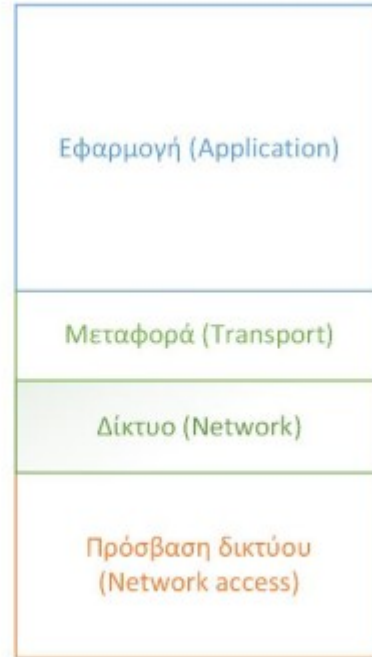 Εφαρμογή (Application)
Μεταφορά (Transport)
Δίκτυο (Network)
Πρόσβαση δικτύου
(Network access)